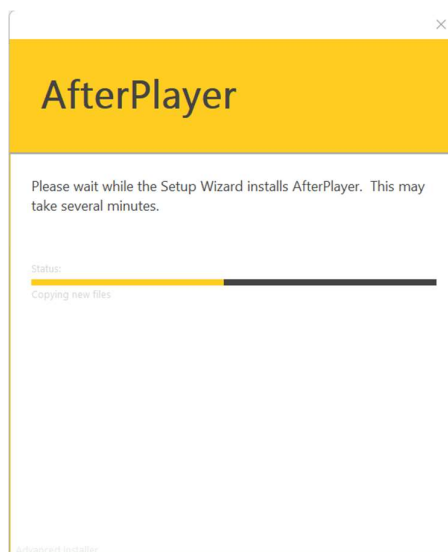 AfterPlayer
Please wait while the Setup Wizard installs AfterPlayer. This may
take several minutes.
Status:
Copying new files
Advanced Installer